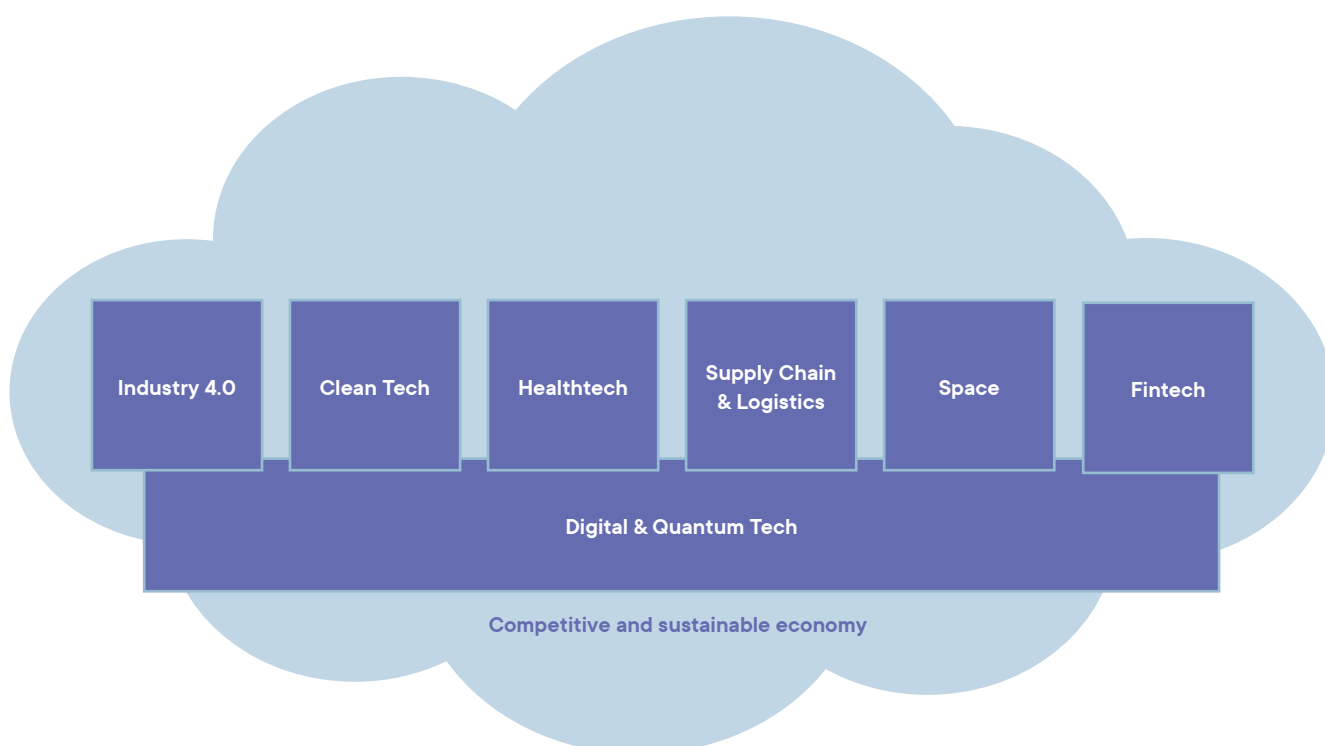 Industry 4.0
Clean Tech
Healthtech
Supply Chain
& Logistics
Space
Fintech
Digital & Quantum Tech
Competitive and sustainable economy